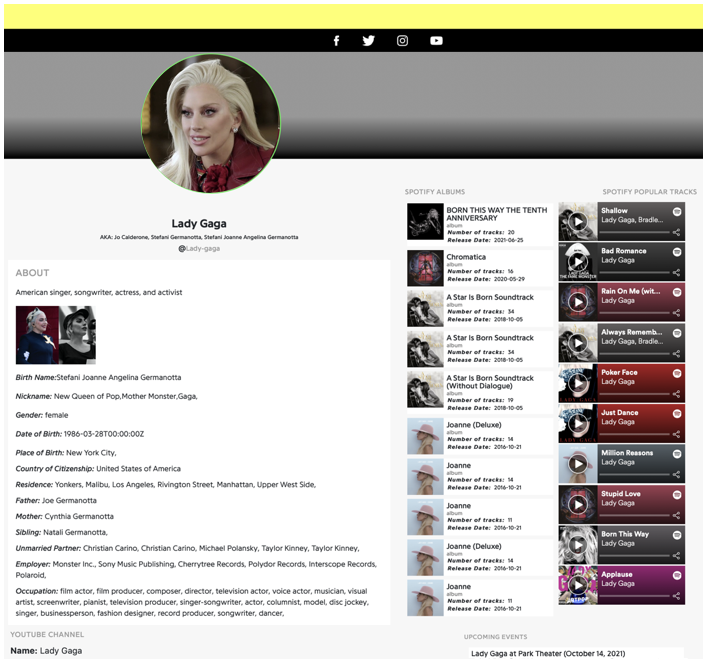 Lady Gaga
AKA: Jo Calderone, Stefani Germanotta, Stefani Joanne Angelina Germanotta
@Lady-gaga
ABOUT
American singer, songwriter, actress, and activist
Birth Name:Stefani Joanne Angelina Germanotta
Nickname: New Queen of Pop,Mother Monster,Gaga,
Gender: female
Date of Birth: 1986-03-28T00:00:00Z
Place of Birth: New York City,
Country of Citizenship: United States of America
Residence: Yonkers, Malibu, Los Angeles, Rivington Street, Manhattan, Upper West Side,
Father: Joe Germanotta
Mother: Cynthia Germanotta
Sibling: Natali Germanotta,
Unmarried Partner: Christian Carino, Christian Carino, Michael Polansky, Taylor Kinney, Taylor Kinney,
Employer: Monster Inc., Sony Music Publishing, Cherrytree Records, Polydor Records, Interscope Records,
Polaroid,
Occupation: film actor, film producer, composer, director, television actor, voice actor, musician, visual
artist, screenwriter, pianist, television producer, singer-songwriter, actor, columnist, model, disc jockey,
singer, businessperson, fashion designer, record producer, songwriter, dancer,
YOUTUBE CHANNEL
Name: Lady Gaga
SPOTIFY ALBUMS
BORN THIS WAY THE TENTH
ANNIVERSARY
album
Number of tracks: 20
Release Date: 2021-06-25
Chromatica
album
Number of tracks: 16
Release Date: 2020-05-29
A Star Is Born Soundtrack
album
Number of tracks: 34
Release Date: 2018-10-05
A Star Is Born Soundtrack
album
Number of tracks: 34
Release Date: 2018-10-05
A Star Is Born Soundtrack
(Without Dialogue)
album
Number of tracks: 19
Release Date: 2018-10-05
Joanne (Deluxe)
album
Number of tracks: 14
Release Date: 2016-10-21
Joanne
album
Number of tracks: 14
Release Date: 2016-10-21
Joanne
album
Number of tracks: 11
Release Date: 2016-10-21
Joanne (Deluxe)
album
Number of tracks: 14
Release Date: 2016-10-21
Joanne
album
Number of tracks: 11
Release Date: 2016-10-21
SPOTIFY POPULAR TRACKS
Shallow
Lady Gaga, Bradle...
Bad Romance
Lady Gaga
LADY GAGA
THE FAME MONSTER
Rain On Me (wit...
Lady Gaga
Always Rememb...
Lady Gaga, Bradle...
Poker Face
Lady Gaga
Just Dance
Lady Gaga
Million Reasons
Lady Gaga
Stupid Love
Lady Gaga
Born This Way
Lady Gaga
Applause
Lady Gaga
UPCOMING EVENTS
Lady Gaga at Park Theater (October 14, 2021)